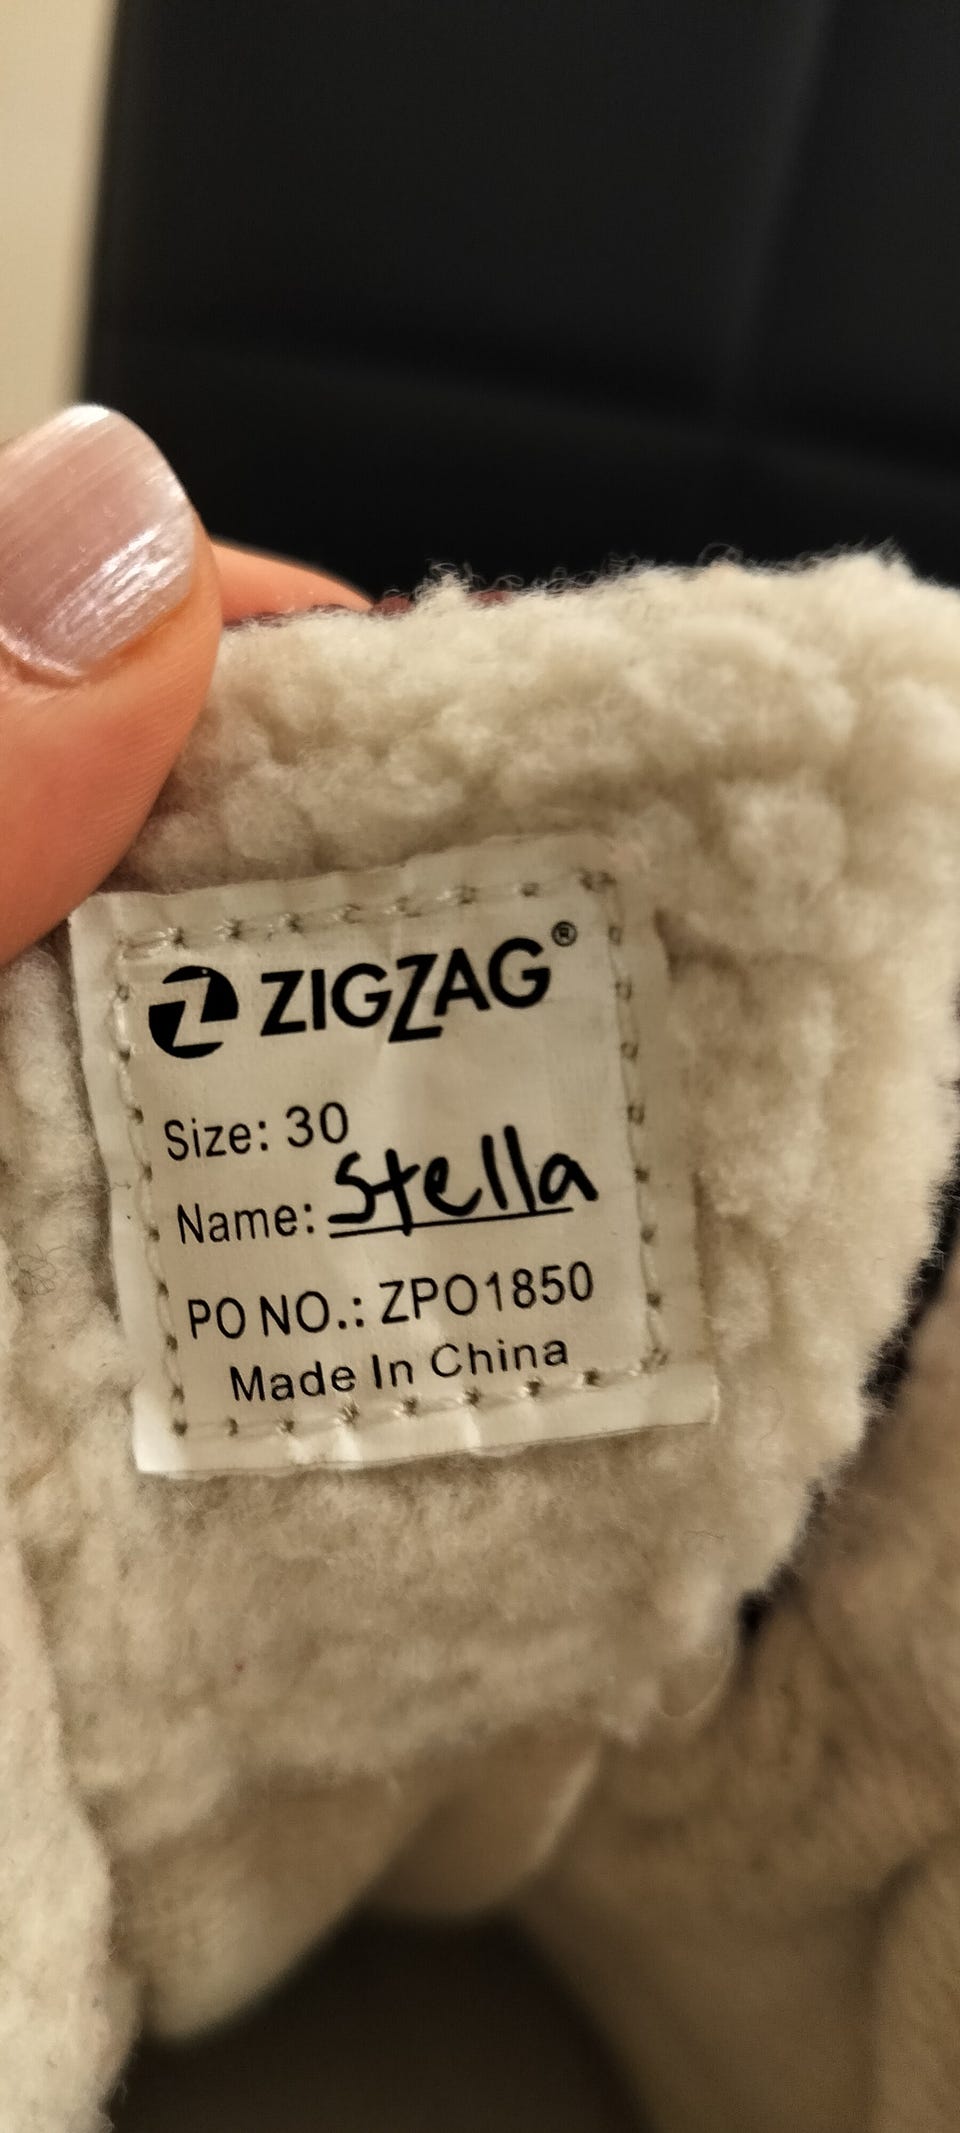 ZIGZAG®
Size: 30
Name: Stella
PO NO.: ZPO1850
Made In China